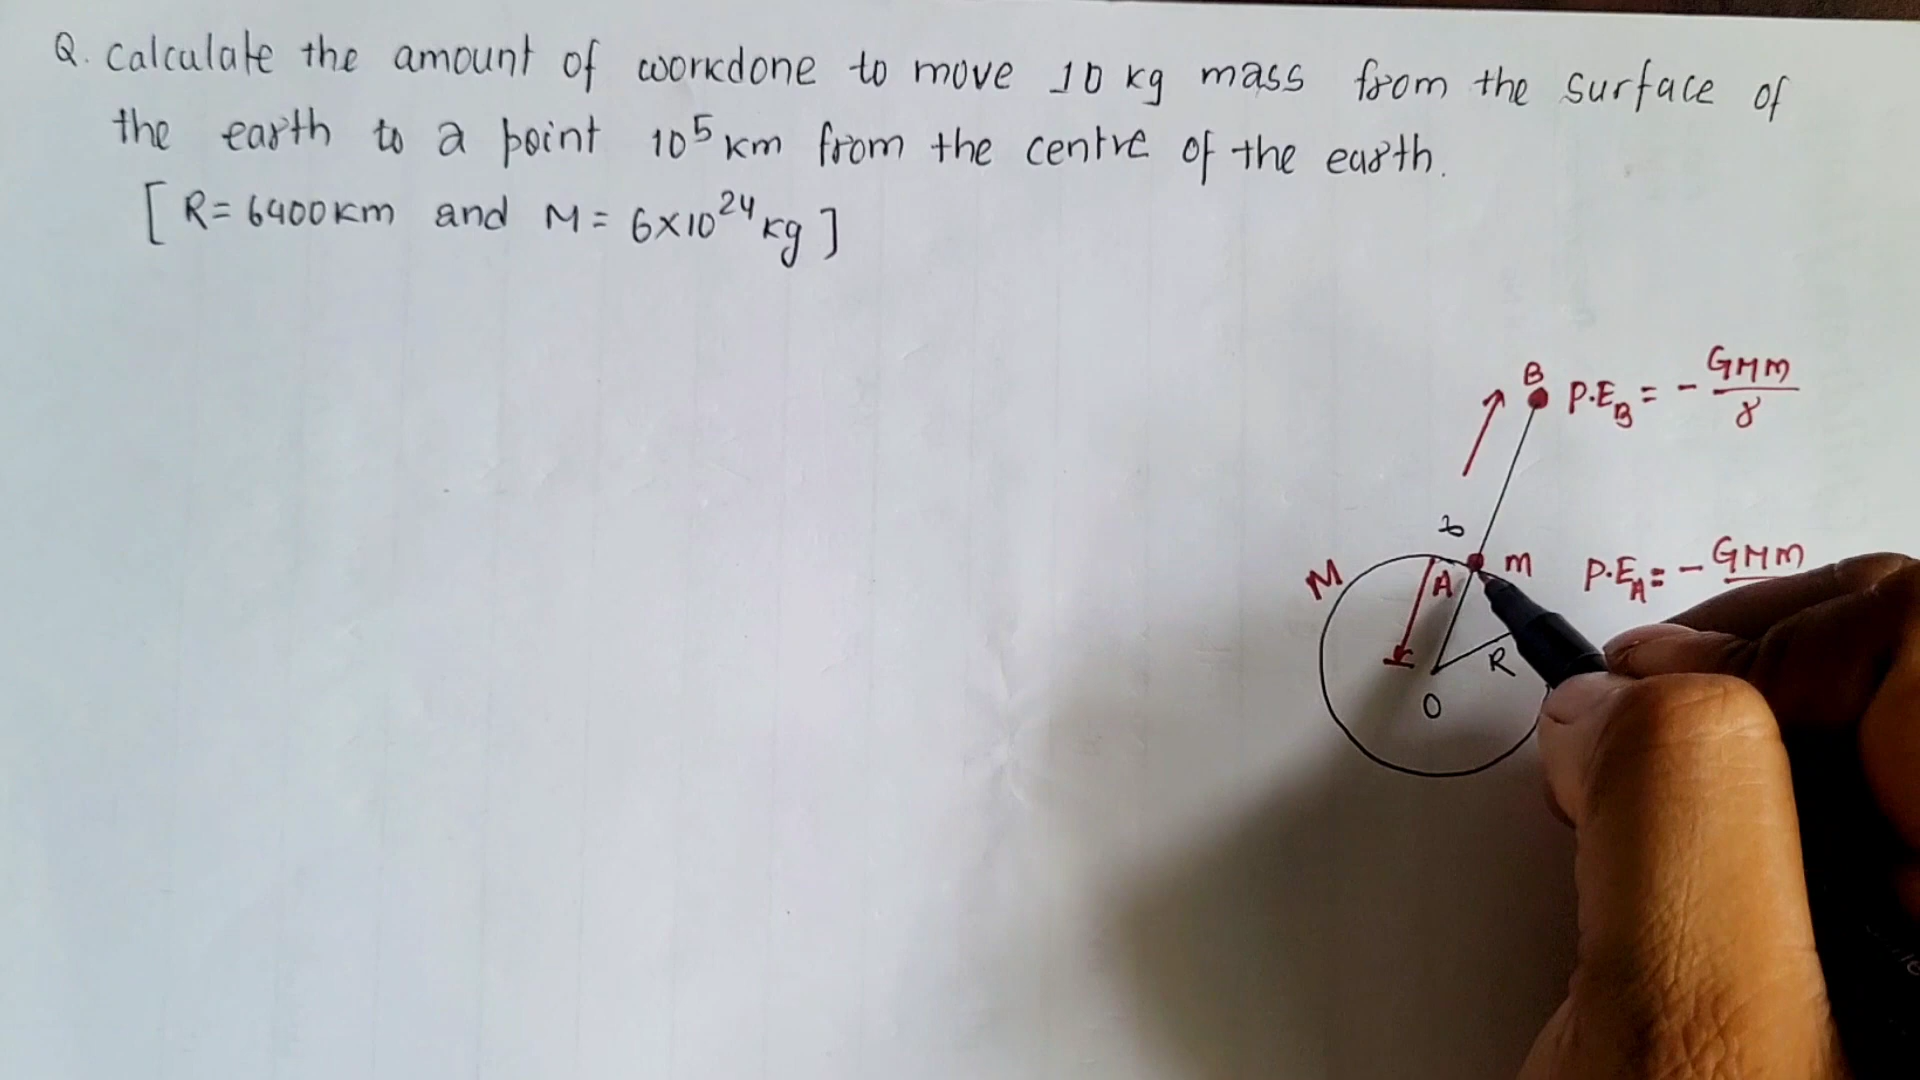 Q. Calculate the amount of workdone to move 10 kg mass from the surface of
the earth to a point 10⁵ km from the centre of the earth.
[ R = 6400 km and M = 6×10²⁴ kg ]
B P.E_B = - GMm / r
M A m P.E_A = - GMm
R
O